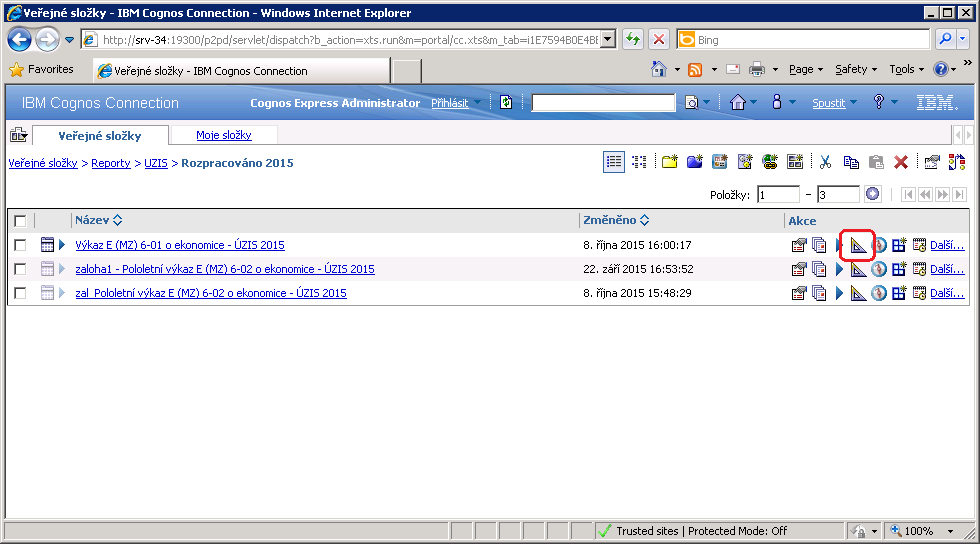 Veřejné složky - IBM Cognos Connection - Windows Internet Explorer
http://srv-34:19300/p2pd/servlet/dispatch?b_action=xts.run&m=portal/cc.xts&m_tab=i1E7594B0E4BE
Bing
Favorites
Veřejné složky - IBM Cognos Connection
Page
Safety
Tools
IBM Cognos Connection
Cognos Express Administrator
Přihlásit
Spustit
IBM.
Veřejné složky
Moje složky
Veřejné složky > Reporty > UZIS > Rozpracováno 2015
Položky: 1 - 3
Název Změněno Akce
Výkaz E (MZ) 6-01 o ekonomice - ÚZIS 2015 8. října 2015 16:00:17 Další...
zaloha1 - Pololetní výkaz E (MZ) 6-02 o ekonomice - ÚZIS 2015 22. září 2015 16:53:52 Další...
zal_Pololetní výkaz E (MZ) 6-02 o ekonomice - ÚZIS 2015 8. října 2015 15:48:29 Další...
Trusted sites | Protected Mode: Off
100%